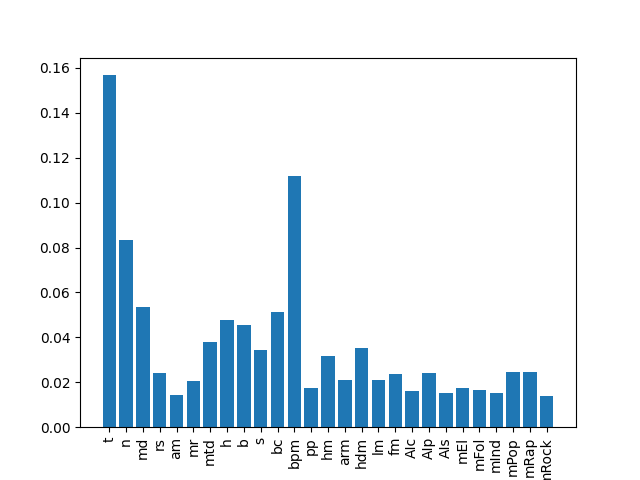 0.16
0.14
0.12
0.10
0.08
0.06
0.04
0.02
0.00
t
n
md
rs
am
mr
mtd
h
b
s
bc
bpm
pp
hm
arm
hdm
lm
fm
Alc
Alp
Als
mEl
mFol
mInd
mPop
mRap
mRock